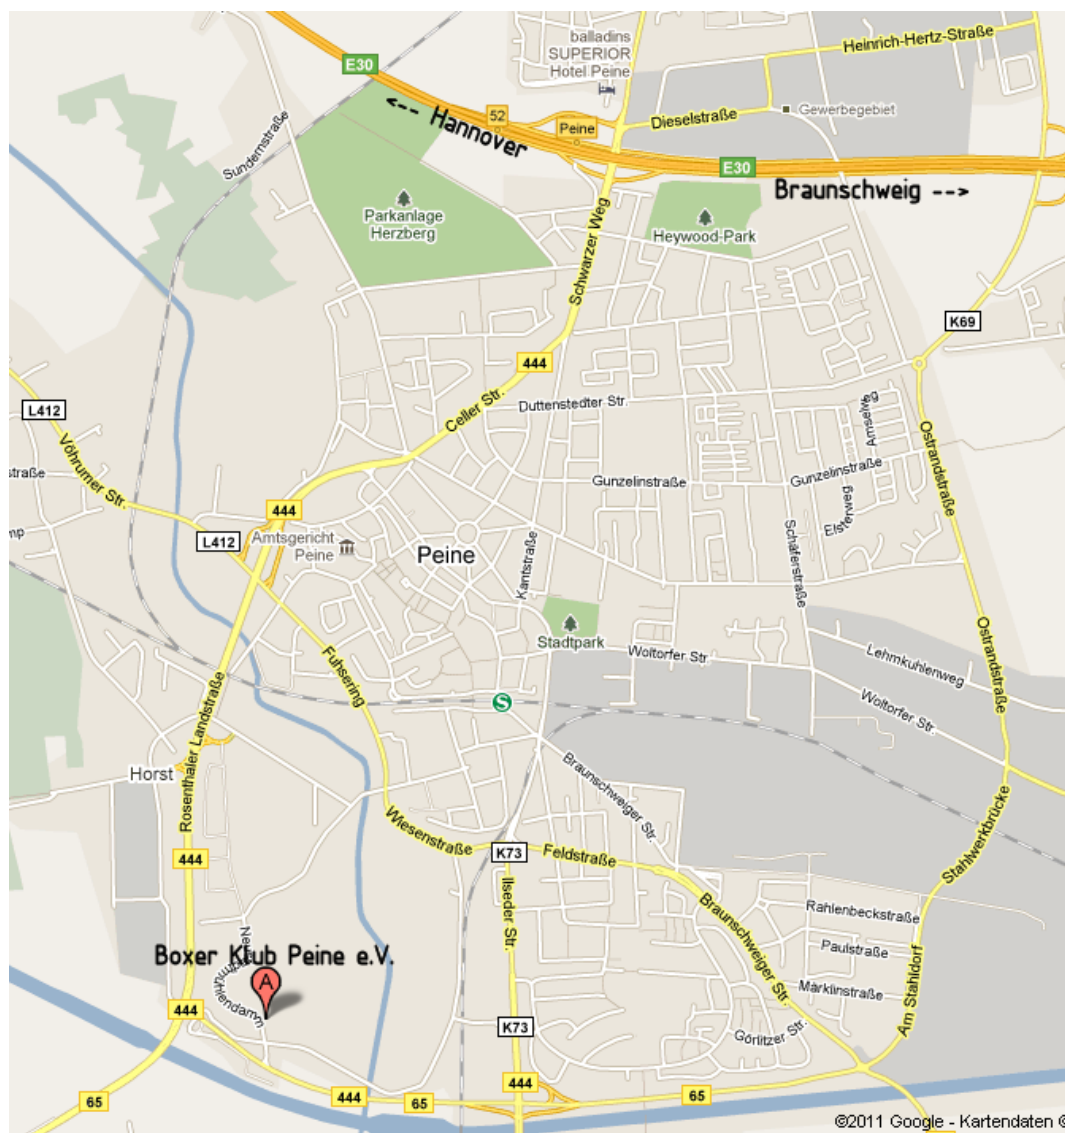 balladins
SUPERIOR
Hotel Peine
Heinrich-Hertz-Straße
E30
<--- Hannover
52
Peine
Dieselstraße
Gewerbegebiet
Sundernstraße
E30
Braunschweig -->
Parkanlage
Herzberg
Schwarzer Weg
Heywood-Park
K69
444
L412
Celler Str.
Duttenstedter Str.
Amselweg
Ostrandstraße
Vöhrumer Str.
straße
Gunzelinstraße
Gunzelinstraße
444
Elsterweg
L412
Amtsgericht
Peine
Peine
Kantstraße
Schäferstraße
Stadtpark
Woltorfer Str.
Lehmkuhlenweg
Ostrandstraße
Fuhsering
Rosenthaler Landstraße
S
Woltorfer Str.
Horst
Braunschweiger Str.
Wiesenstraße
Stahlwerkbrücke
444
K73
Feldstraße
Ilseder Str.
Braunschweiger Str.
Rahlenbeckstraße
Boxer Klub Peine e.V.
Paulstraße
A
Märklinstraße
Am Stahldorf
444
K73
Görlitzer Str.
65
444
65
444
65
©2011 Google - Kartendaten ©